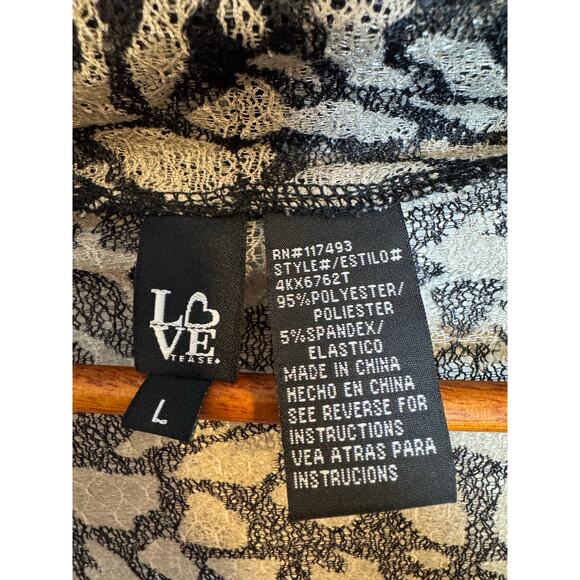 LOVE
TEASE
L
RN#117493
STYLE#/ESTILO#
4KX6762T
95%POLYESTER/
POLIESTER
5%SPANDEX/
ELASTICO
MADE IN CHINA
HECHO EN CHINA
SEE REVERSE FOR
INSTRUCTIONS
VEA ATRAS PARA
INSTRUCIONS